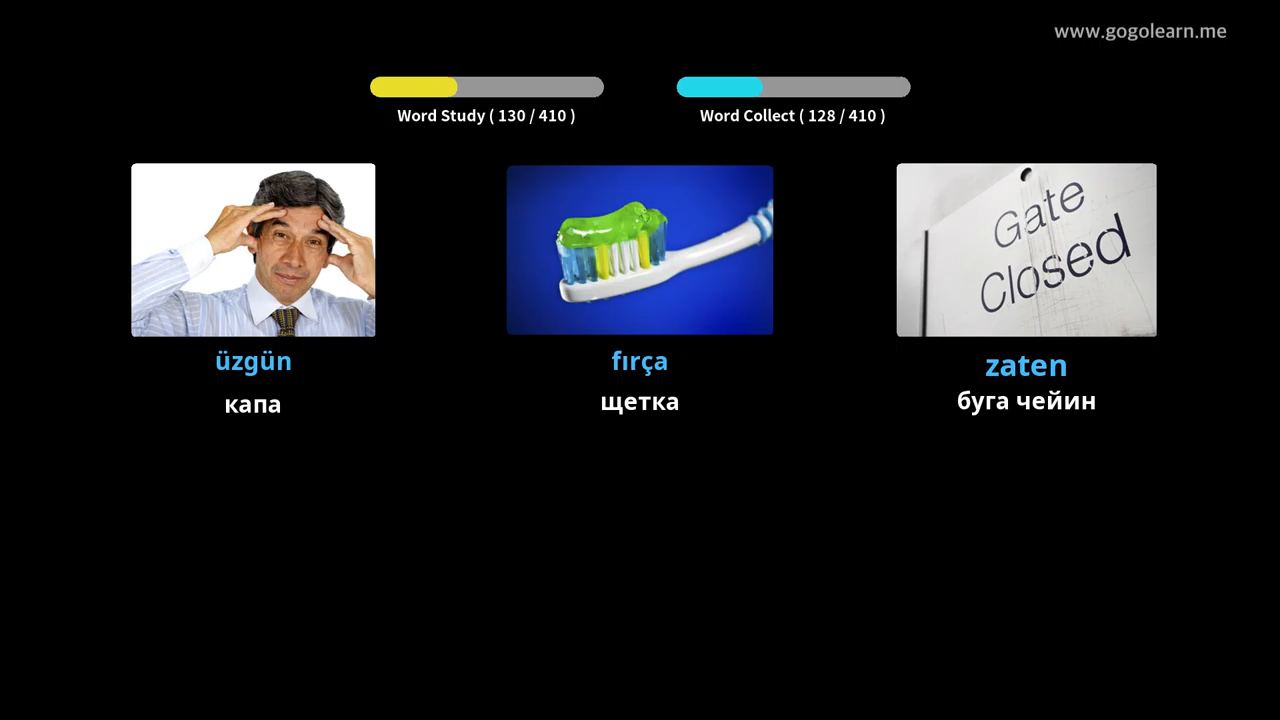 www.gogolearn.me
Word Study ( 130 / 410 )
Word Collect ( 128 / 410 )
Gate
Closed
üzgün
fırça
zaten
капа
щетка
буга чейин